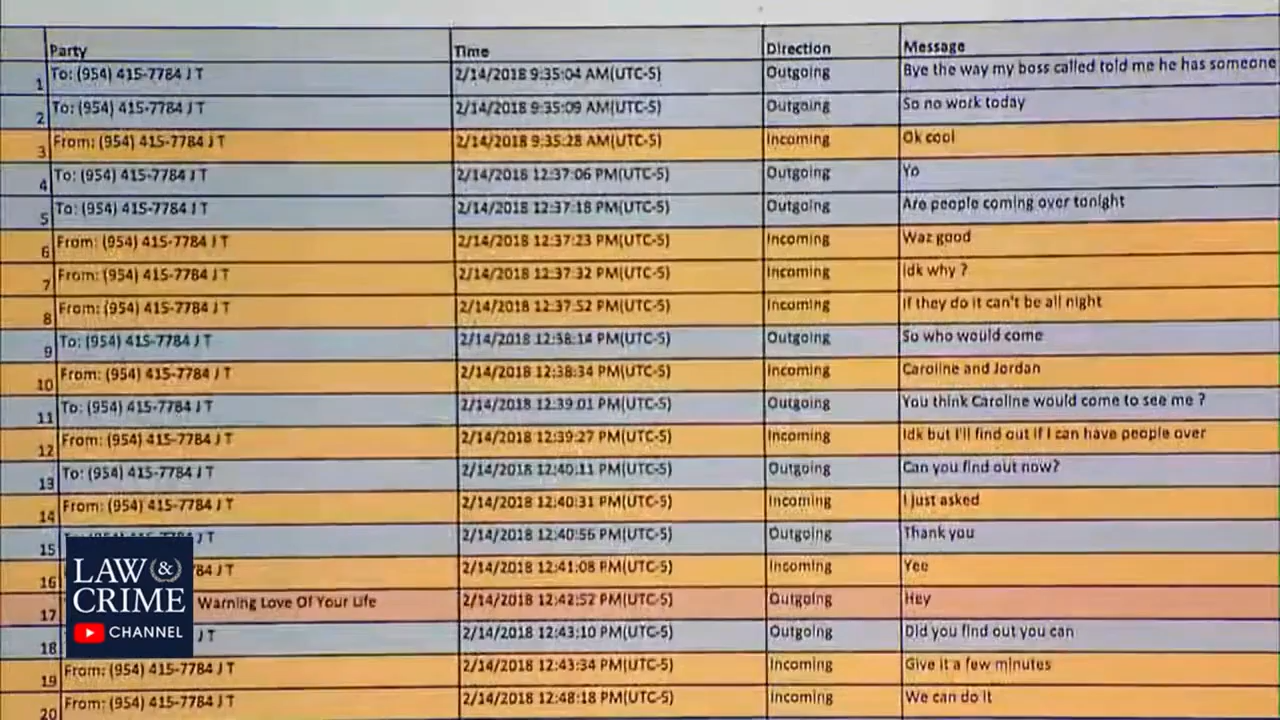 Party Time Direction Message
1 To: (954) 415-7784 J T 2/14/2018 9:35:04 AM(UTC-5) Outgoing Bye the way my boss called told me he has someone
2 To: (954) 415-7784 J T 2/14/2018 9:35:09 AM(UTC-5) Outgoing So no work today
3 From: (954) 415-7784 J T 2/14/2018 9:35:28 AM(UTC-5) Incoming Ok cool
4 To: (954) 415-7784 J T 2/14/2018 12:37:06 PM(UTC-5) Outgoing Yo
5 To: (954) 415-7784 J T 2/14/2018 12:37:18 PM(UTC-5) Outgoing Are people coming over tonight
6 From: (954) 415-7784 J T 2/14/2018 12:37:23 PM(UTC-5) Incoming Waz good
7 From: (954) 415-7784 J T 2/14/2018 12:37:32 PM(UTC-5) Incoming Idk why ?
8 From: (954) 415-7784 J T 2/14/2018 12:37:52 PM(UTC-5) Incoming If they do it can't be all night
9 To: (954) 415-7784 J T 2/14/2018 12:38:14 PM(UTC-5) Outgoing So who would come
10 From: (954) 415-7784 J T 2/14/2018 12:38:34 PM(UTC-5) Incoming Caroline and Jordan
11 To: (954) 415-7784 J T 2/14/2018 12:39:01 PM(UTC-5) Outgoing You think Caroline would come to see me ?
12 From: (954) 415-7784 J T 2/14/2018 12:39:27 PM(UTC-5) Incoming Idk but I'll find out if I can have people over
13 To: (954) 415-7784 J T 2/14/2018 12:40:11 PM(UTC-5) Outgoing Can you find out now?
14 From: (954) 415-7784 J T 2/14/2018 12:40:31 PM(UTC-5) Incoming I just asked
15 J T 2/14/2018 12:40:56 PM(UTC-5) Outgoing Thank you
16 84 J T 2/14/2018 12:41:08 PM(UTC-5) Incoming Yee
17 Warning Love Of Your Life 2/14/2018 12:42:52 PM(UTC-5) Outgoing Hey
18 J T 2/14/2018 12:43:10 PM(UTC-5) Outgoing Did you find out you can
19 From: (954) 415-7784 J T 2/14/2018 12:43:34 PM(UTC-5) Incoming Give it a few minutes
20 From: (954) 415-7784 J T 2/14/2018 12:48:18 PM(UTC-5) Incoming We can do it
LAW &
CRIME
CHANNEL